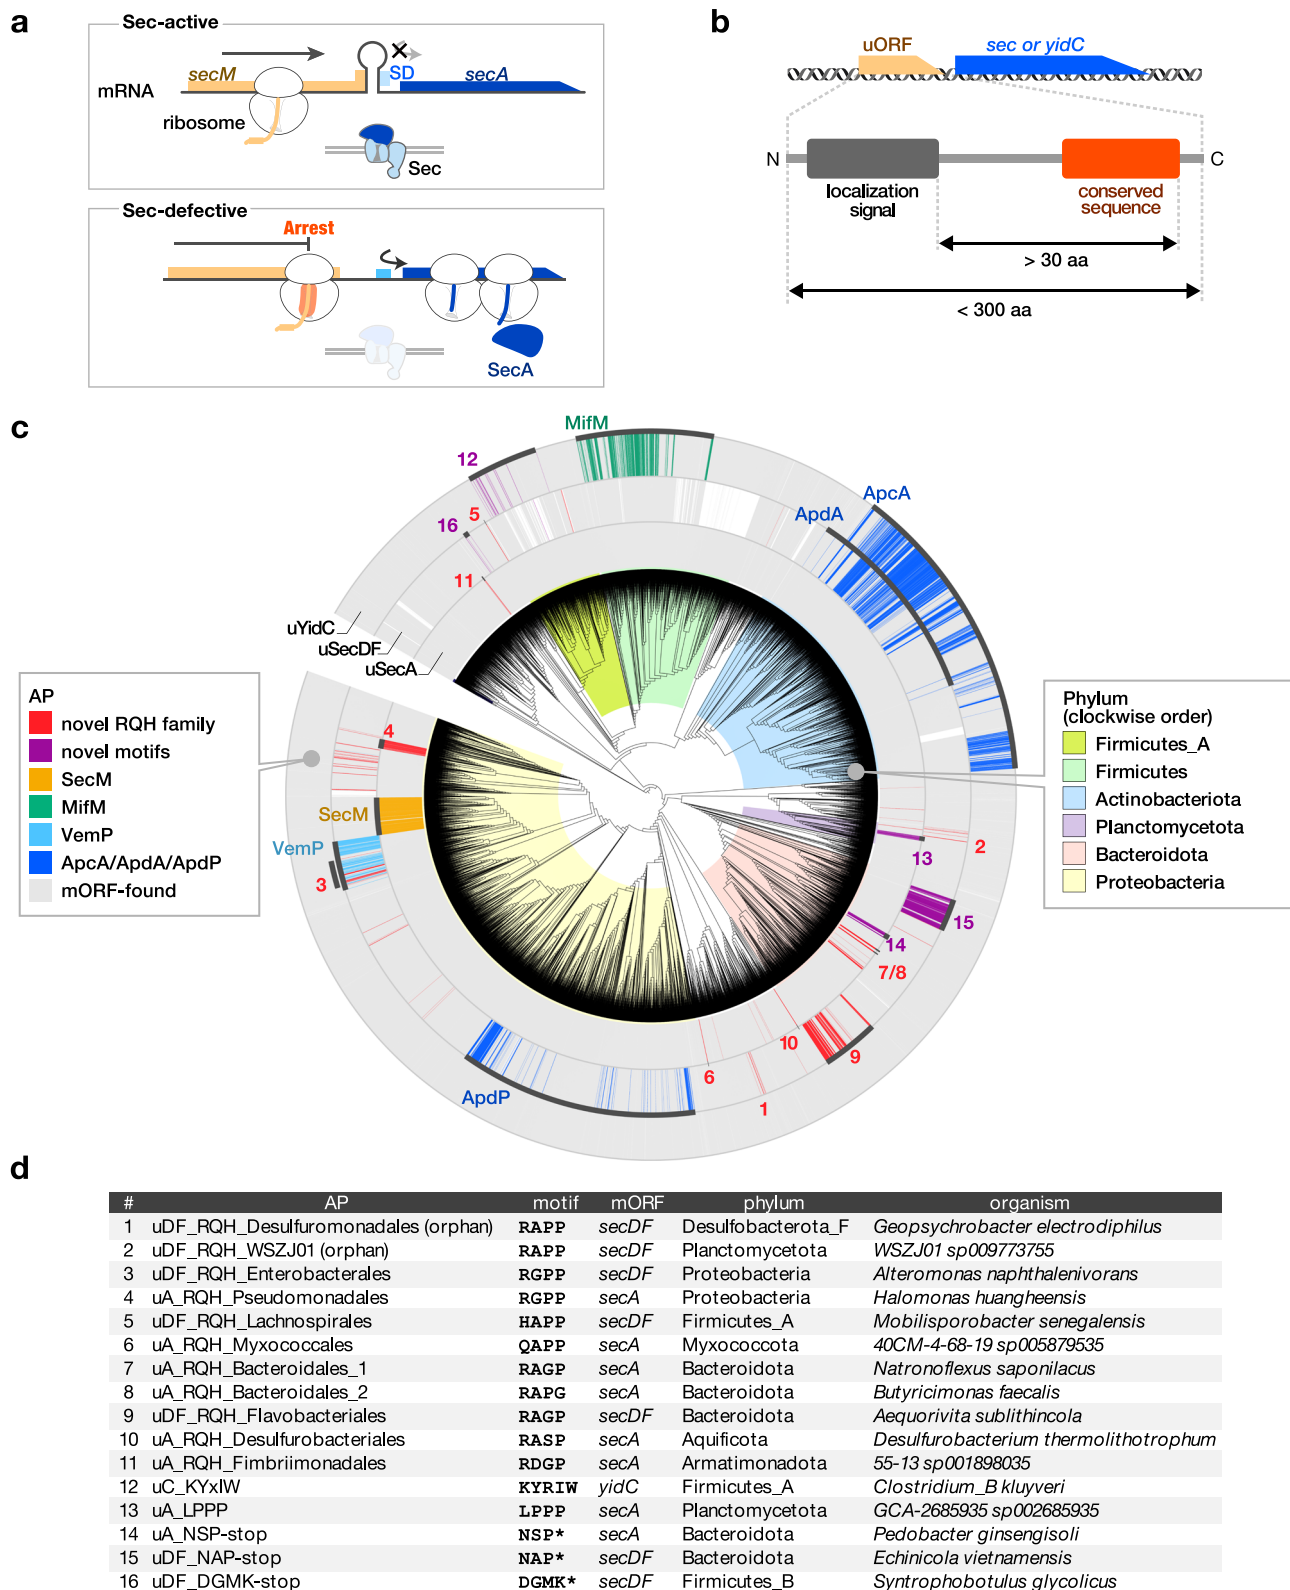 a
Sec-active
secM
SD
secA
mRNA
ribosome
Sec
Sec-defective
Arrest
SecA
b
uORF
sec or yidC
N
C
localization
signal
conserved
sequence
> 30 aa
< 300 aa
c
MifM
12
ApcA
5
ApdA
16
11
uYidC
uSecDF
uSecA
AP
novel RQH family
novel motifs
SecM
MifM
VemP
ApcA/ApdA/ApdP
mORF-found
Phylum
(clockwise order)
Firmicutes_A
Firmicutes
Actinobacteriota
Planctomycetota
Bacteroidota
Proteobacteria
4
SecM
VemP
3
2
13
15
14
7/8
10
9
6
1
ApdP
d
# AP motif mORF phylum organism
1 uDF_RQH_Desulfuromonadales (orphan) RAPP secDF Desulfobacterota_F Geopsychrobacter electrodiphilus
2 uDF_RQH_WSZJ01 (orphan) RAPP secDF Planctomycetota WSZJ01 sp009773755
3 uDF_RQH_Enterobacterales RGPP secDF Proteobacteria Alteromonas naphthalenivorans
4 uA_RQH_Pseudomonadales RGPP secA Proteobacteria Halomonas huangheensis
5 uDF_RQH_Lachnospirales HAPP secDF Firmicutes_A Mobilisporobacter senegalensis
6 uA_RQH_Myxococcales QAPP secA Myxococcota 40CM-4-68-19 sp005879535
7 uA_RQH_Bacteroidales_1 RAGP secA Bacteroidota Natronoflexus saponilacus
8 uA_RQH_Bacteroidales_2 RAPG secA Bacteroidota Butyricimonas faecalis
9 uDF_RQH_Flavobacteriales RAGP secDF Bacteroidota Aequorivita sublithincola
10 uA_RQH_Desulfurobacteriales RASP secA Aquificota Desulfurobacterium thermolithotrophum
11 uA_RQH_Fimbriimonadales RDGP secA Armatimonadota 55-13 sp001898035
12 uC_KYxIW KYRIW yidC Firmicutes_A Clostridium_B kluyveri
13 uA_LPPP LPPP secA Planctomycetota GCA-2685935 sp002685935
14 uA_NSP-stop NSP* secA Bacteroidota Pedobacter ginsengisoli
15 uDF_NAP-stop NAP* secDF Bacteroidota Echinicola vietnamensis
16 uDF_DGMK-stop DGMK* secDF Firmicutes_B Syntrophobotulus glycolicus